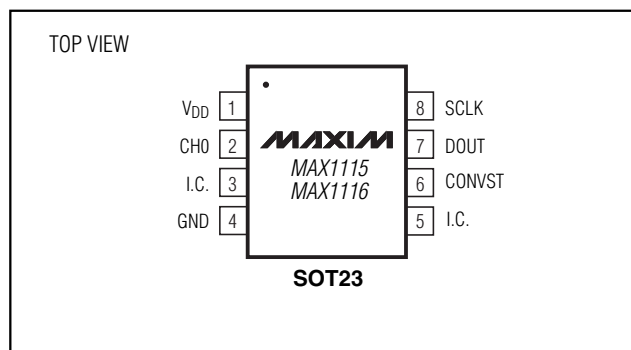 TOP VIEW
VDD 1
CH0 2
I.C. 3
GND 4
MAXIM
MAX1115
MAX1116
8 SCLK
7 DOUT
6 CONVST
5 I.C.
SOT23